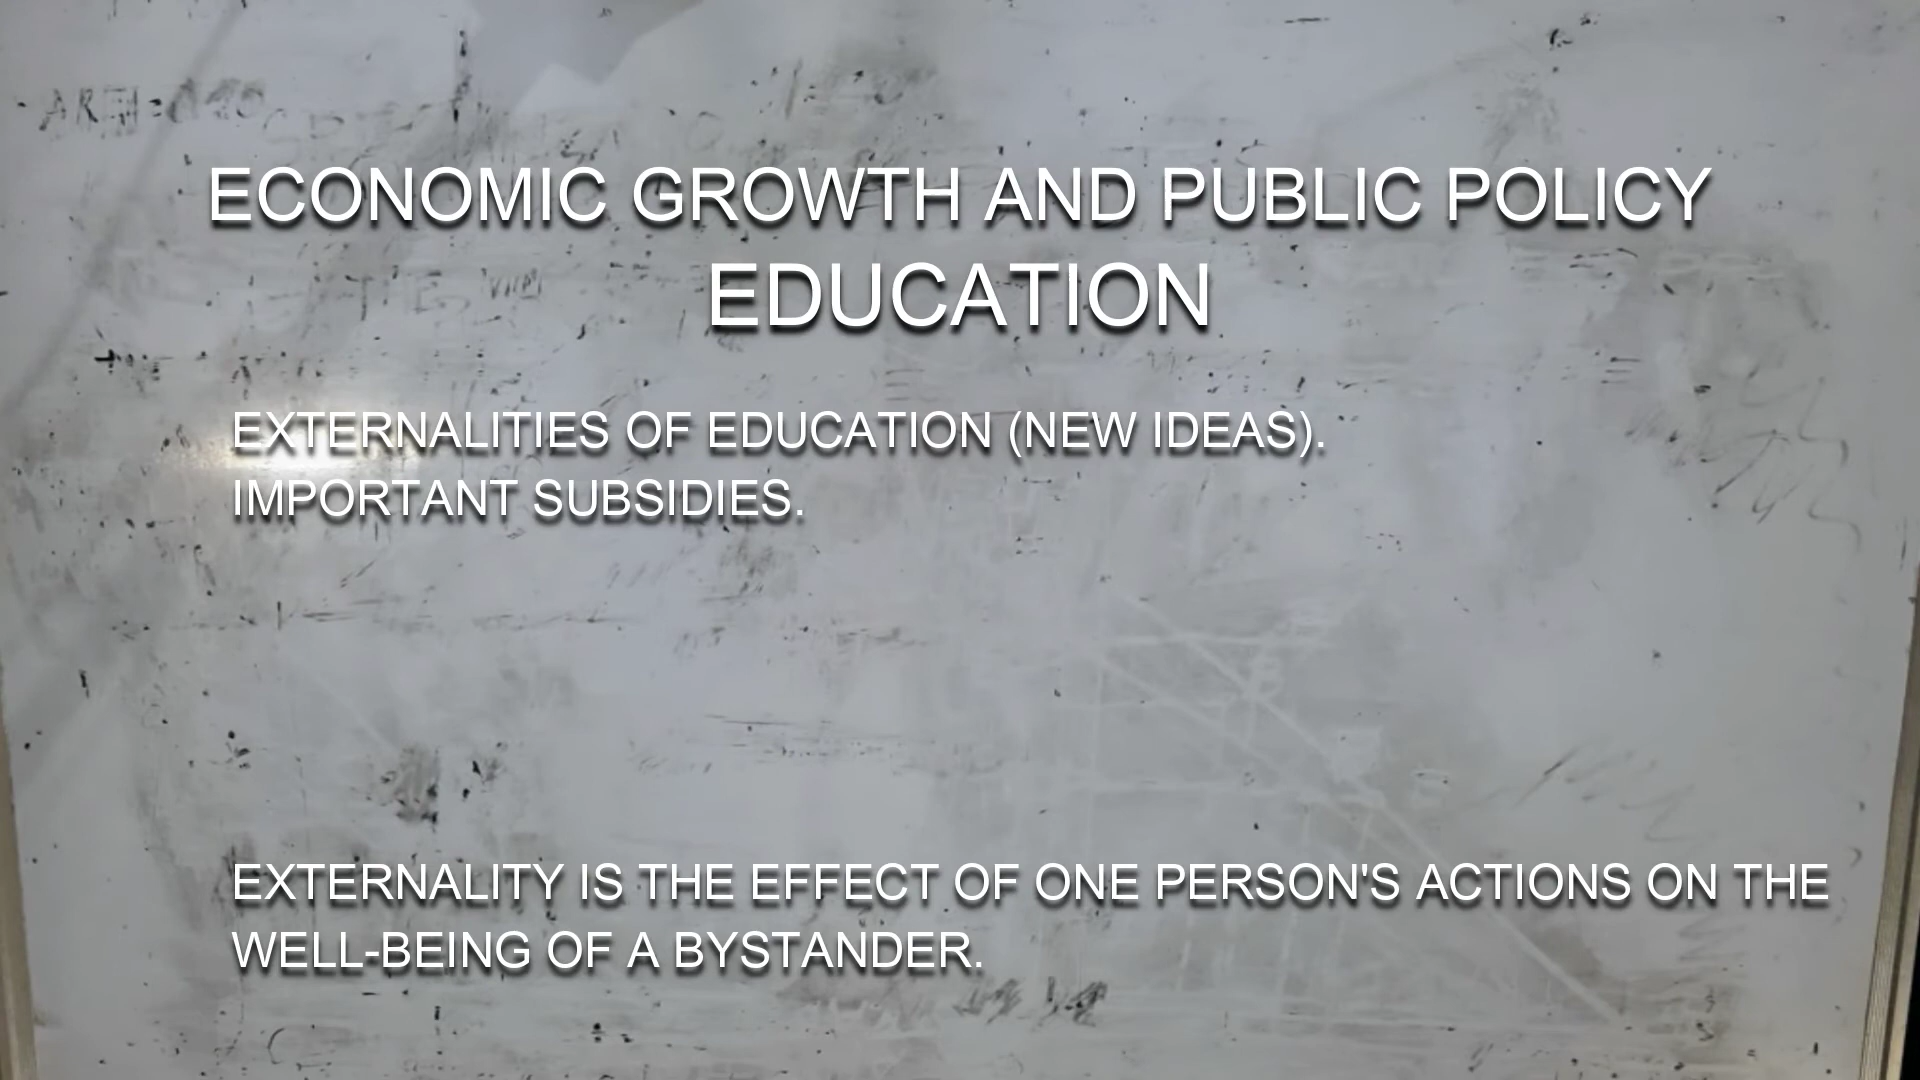 ECONOMIC GROWTH AND PUBLIC POLICY
EDUCATION
EXTERNALITIES OF EDUCATION (NEW IDEAS).
IMPORTANT SUBSIDIES.
EXTERNALITY IS THE EFFECT OF ONE PERSON'S ACTIONS ON THE
WELL-BEING OF A BYSTANDER.